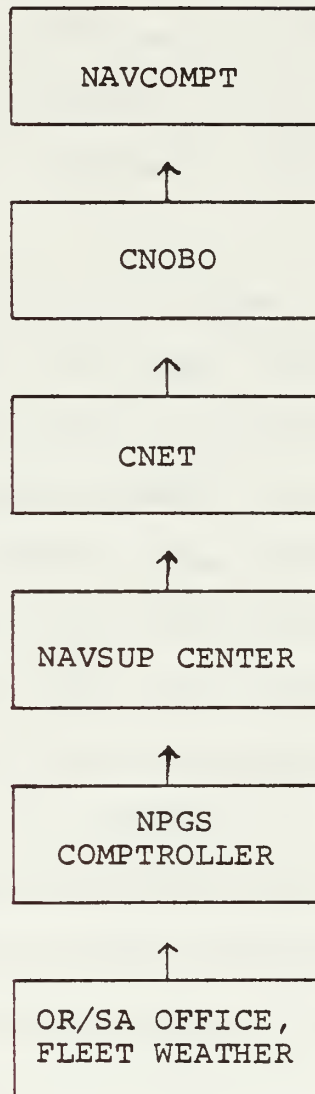 NAVCOMPT
CNOBO
CNET
NAVSUP CENTER
NPGS
COMPTROLLER
OR/SA OFFICE,
FLEET WEATHER